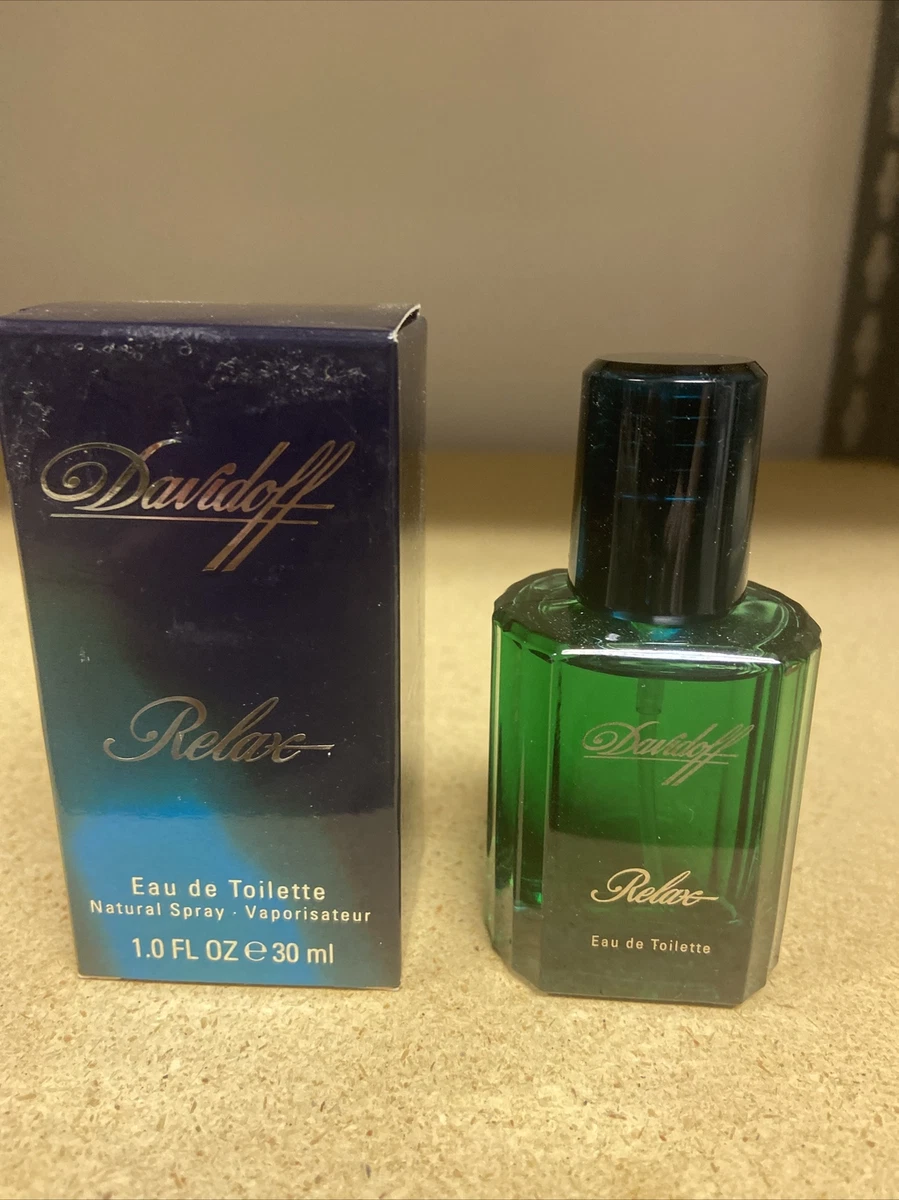 Davidoff
Relax
Eau de Toilette
Natural Spray · Vaporisateur
1.0 FL OZ ℮ 30 ml
Davidoff
Relax
Eau de Toilette